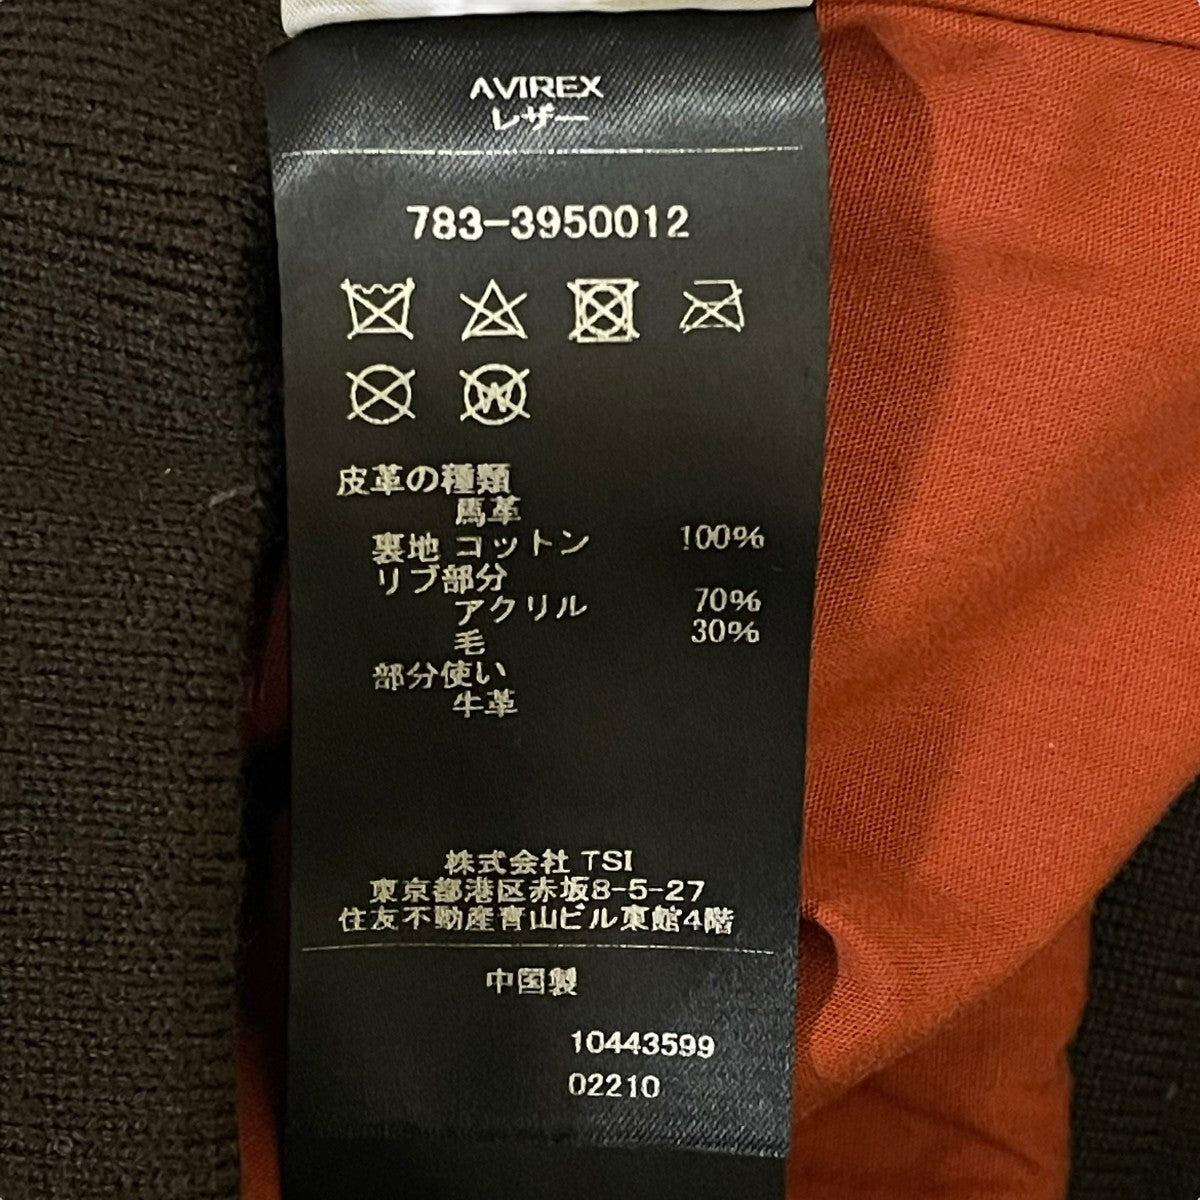 AVIREX
レザー
783-3950012
W
皮革の種類
馬革
裏地 コットン 100%
リブ部分
アクリル 70%
毛 30%
部分使い
牛革
株式会社 TSI
東京都港区赤坂8-5-27
住友不動産青山ビル東館4階
中国製
10443599
02210